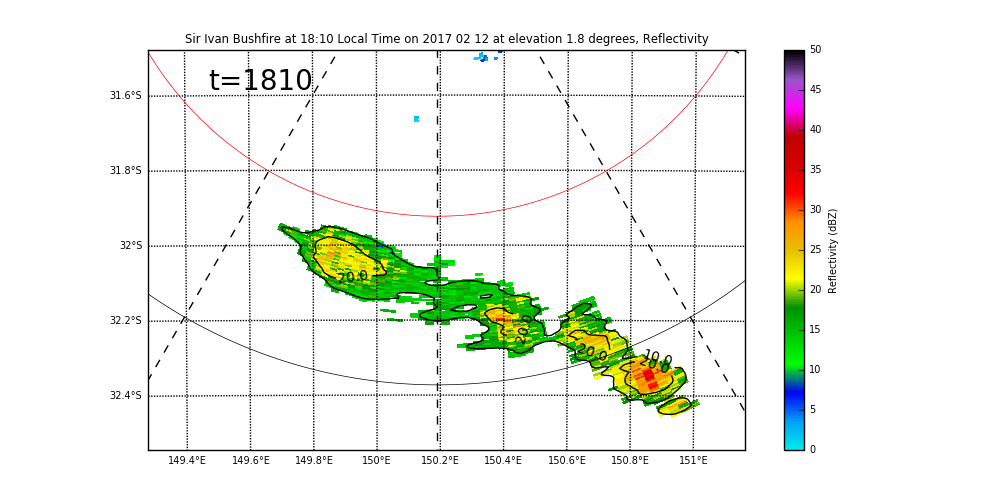 Sir Ivan Bushfire at 18:10 Local Time on 2017 02 12 at elevation 1.8 degrees, Reflectivity
t=1810
31.6°S
31.8°S
32°S
32.2°S
32.4°S
149.4°E 149.6°E 149.8°E 150°E 150.2°E 150.4°E 150.6°E 150.8°E 151°E
20.0
20.0
20.0
10.0
20.0
50
45
40
35
30
25
20
15
10
5
0
Reflectivity (dBZ)